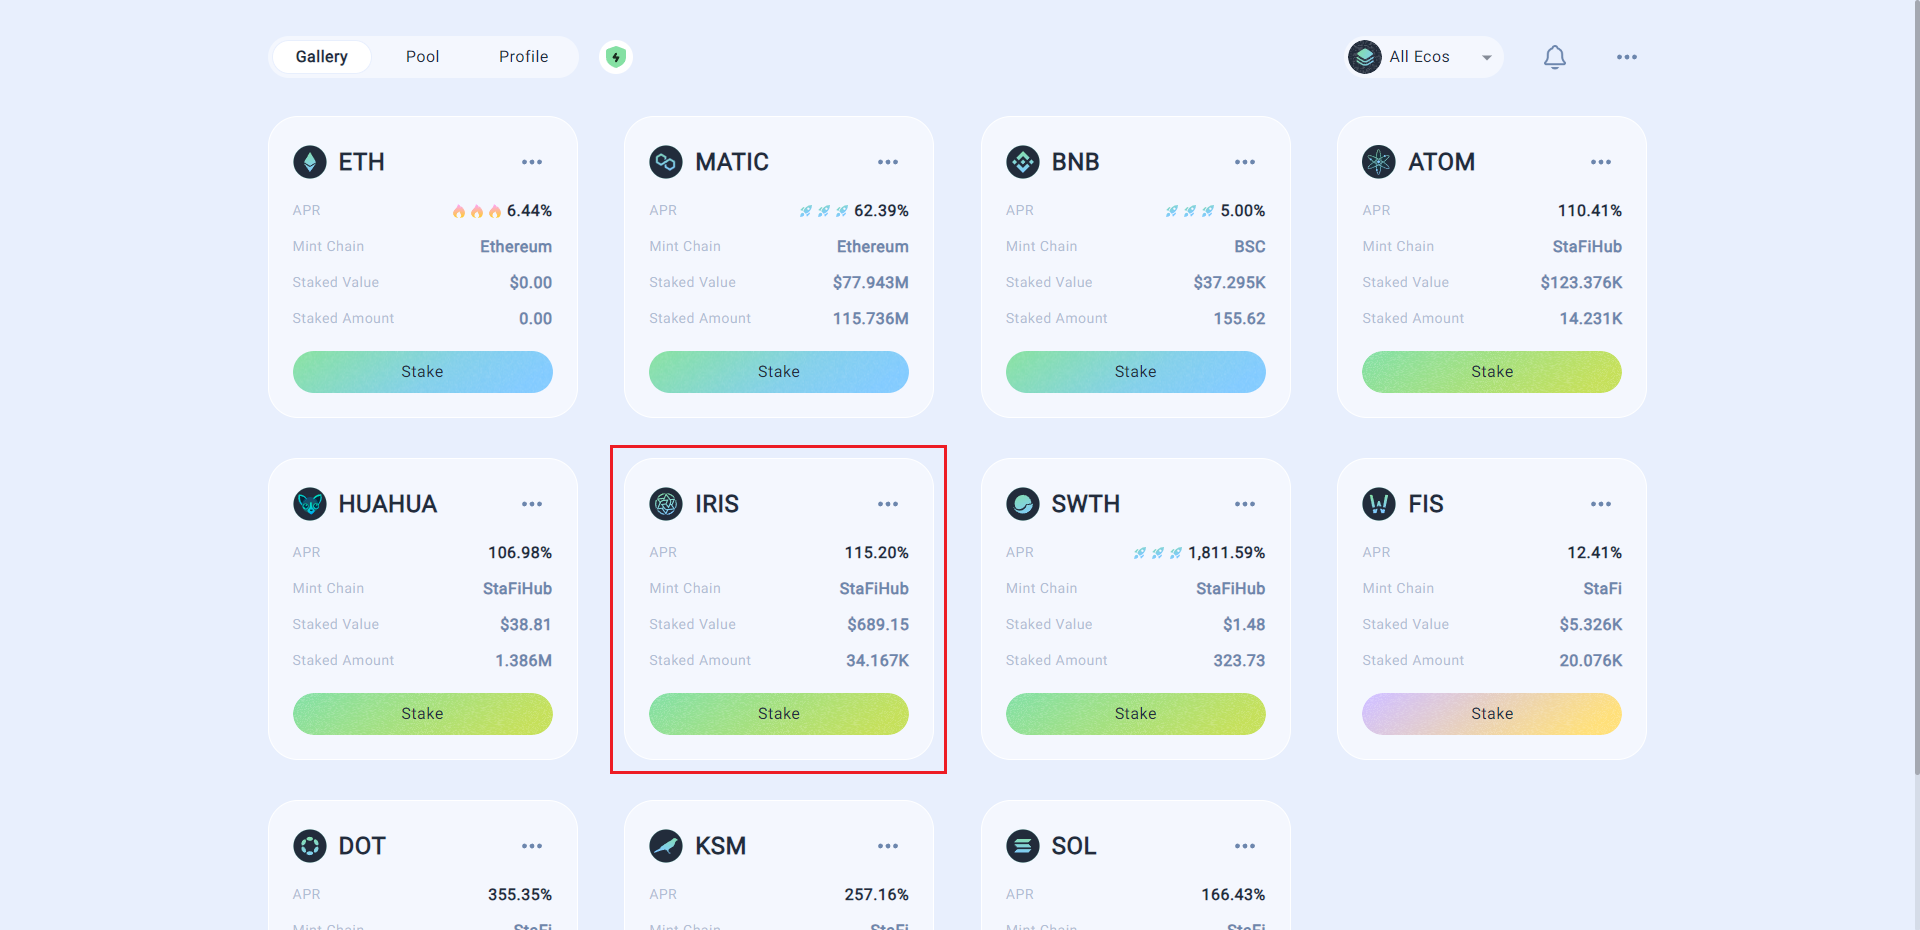 Gallery Pool Profile All Ecos
ETH
APR 6.44%
Mint Chain Ethereum
Staked Value $0.00
Staked Amount 0.00
Stake
MATIC
APR 62.39%
Mint Chain Ethereum
Staked Value $77.943M
Staked Amount 115.736M
Stake
BNB
APR 5.00%
Mint Chain BSC
Staked Value $37.295K
Staked Amount 155.62
Stake
ATOM
APR 110.41%
Mint Chain StaFiHub
Staked Value $123.376K
Staked Amount 14.231K
Stake
HUAHUA
APR 106.98%
Mint Chain StaFiHub
Staked Value $38.81
Staked Amount 1.386M
Stake
IRIS
APR 115.20%
Mint Chain StaFiHub
Staked Value $689.15
Staked Amount 34.167K
Stake
SWTH
APR 1,811.59%
Mint Chain StaFiHub
Staked Value $1.48
Staked Amount 323.73
Stake
FIS
APR 12.41%
Mint Chain StaFi
Staked Value $5.326K
Staked Amount 20.076K
Stake
DOT
APR 355.35%
Mint Chain StaFi
KSM
APR 257.16%
Mint Chain StaFi
SOL
APR 166.43%
Mint Chain StaFi